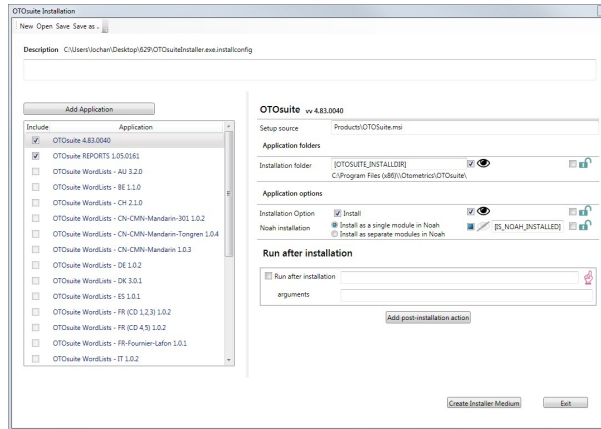 OTOsuite Installation
New Open Save Save as ..
Description C:\Users\lochan\Desktop\629\OTOsuiteInstaller.exe.installconfig
Add Application
Include Application
OTOsuite 4.83.0040
OTOsuite REPORTS 1.05.0161
OTOsuite WordLists - AU 3.2.0
OTOsuite WordLists - BE 1.1.0
OTOsuite WordLists - CH 2.1.0
OTOsuite WordLists - CN-CMN-Mandarin-301 1.0.2
OTOsuite WordLists - CN-CMN-Mandarin-Tongren 1.0.4
OTOsuite WordLists - CN-CMN-Mandarin 1.0.3
OTOsuite WordLists - DE 1.0.2
OTOsuite WordLists - DK 3.0.1
OTOsuite WordLists - ES 1.0.1
OTOsuite WordLists - FR (CD 1,2,3) 1.0.2
OTOsuite WordLists - FR (CD 4,5) 1.0.2
OTOsuite WordLists - FR-Fournier-Lafon 1.0.1
OTOsuite WordLists - IT 1.0.2
OTOsuite vv 4.83.0040
Setup source Products\OTOSuite.msi
Application folders
Installation folder [OTOSUITE_INSTALLDIR]
C:\Program Files (x86)\\Otometrics\OTOsuite\
Application options
Installation Option Install
Noah installation Install as a single module in Noah [IS_NOAH_INSTALLED]
Install as separate modules in Noah
Run after installation
Run after installation
arguments
Add post-installation action
Create Installer Medium Exit